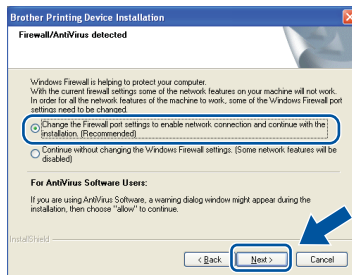 Brother Printing Device Installation
Firewall/AntiVirus detected
Windows Firewall is helping to protect your computer.
With the current firewall settings some of the network features on your machine will not work.
In order for all the network features of the machine to work, some of the Windows Firewall port
settings need to be changed.
Change the Firewall port settings to enable network connection and continue with the
installation. (Recommended)
Continue without changing the Windows Firewall settings. (Some network features will be
disabled)
For AntiVirus Software Users:
If you are using AntiVirus Software, a warning dialog window might appear during the
installation, then choose "allow" to continue.
InstallShield
< Back
Next >
Cancel